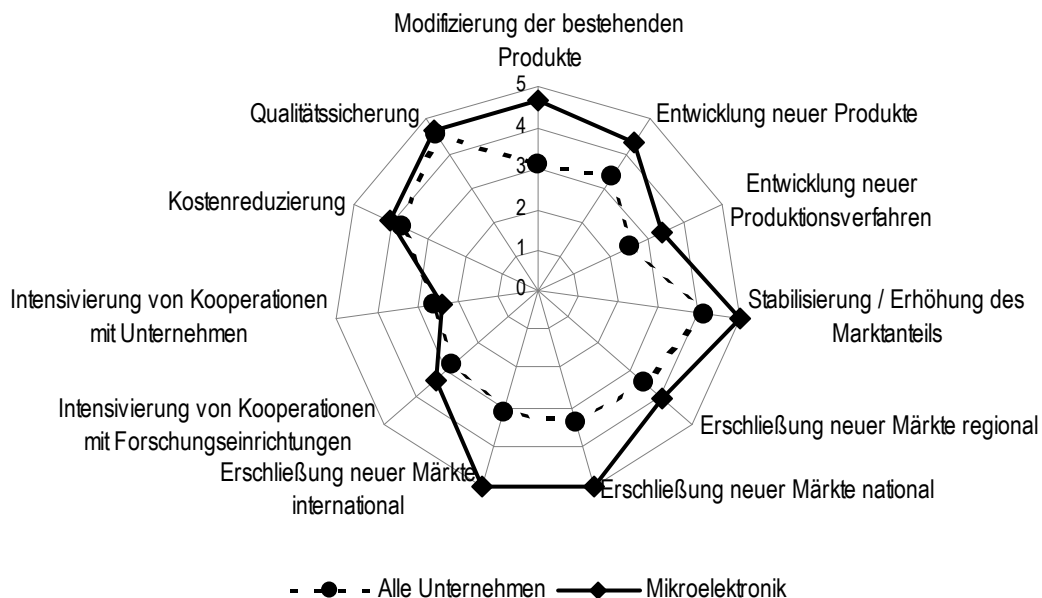 Modifizierung der bestehenden
Produkte
Entwicklung neuer Produkte
Entwicklung neuer
Produktionsverfahren
Stabilisierung / Erhöhung des
Marktanteils
Erschließung neuer Märkte regional
Erschließung neuer Märkte national
Erschließung neuer Märkte
international
Intensivierung von Kooperationen
mit Forschungseinrichtungen
Intensivierung von Kooperationen
mit Unternehmen
Kostenreduzierung
Qualitätssicherung
5
4
3
2
1
0
Alle Unternehmen
Mikroelektronik